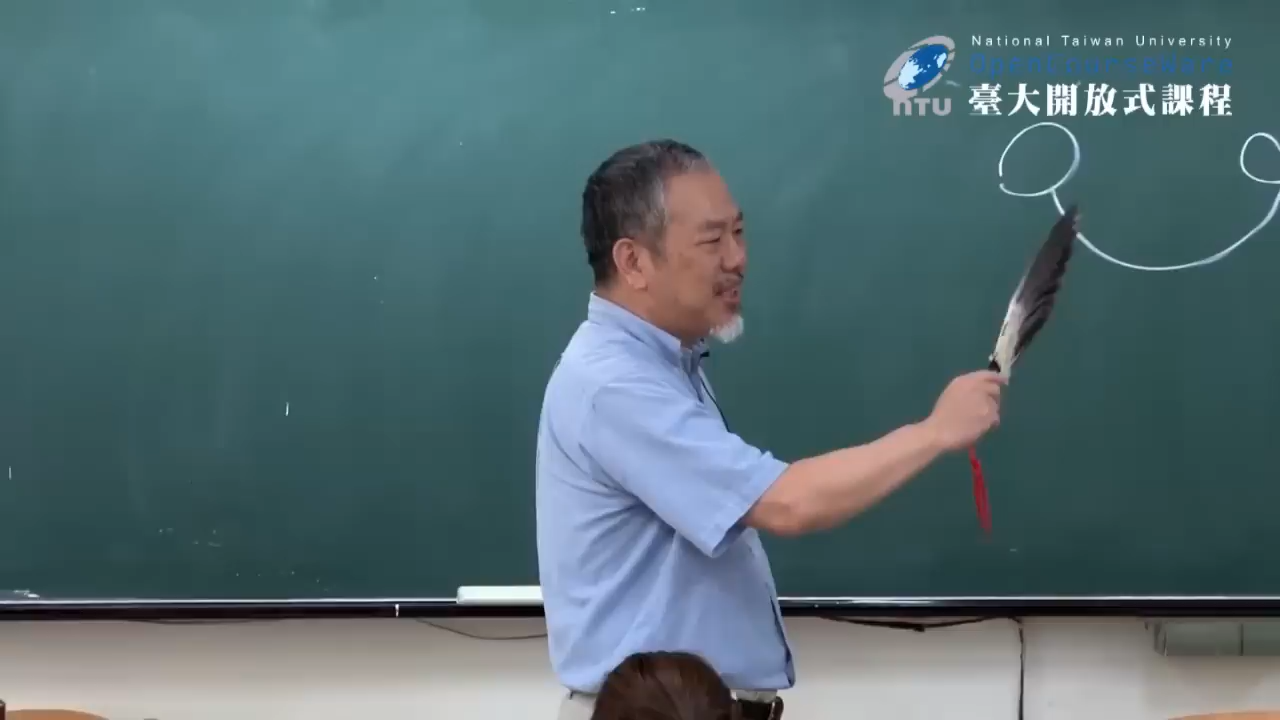 National Taiwan University
OpenCourseWare
NTU
臺大開放式課程